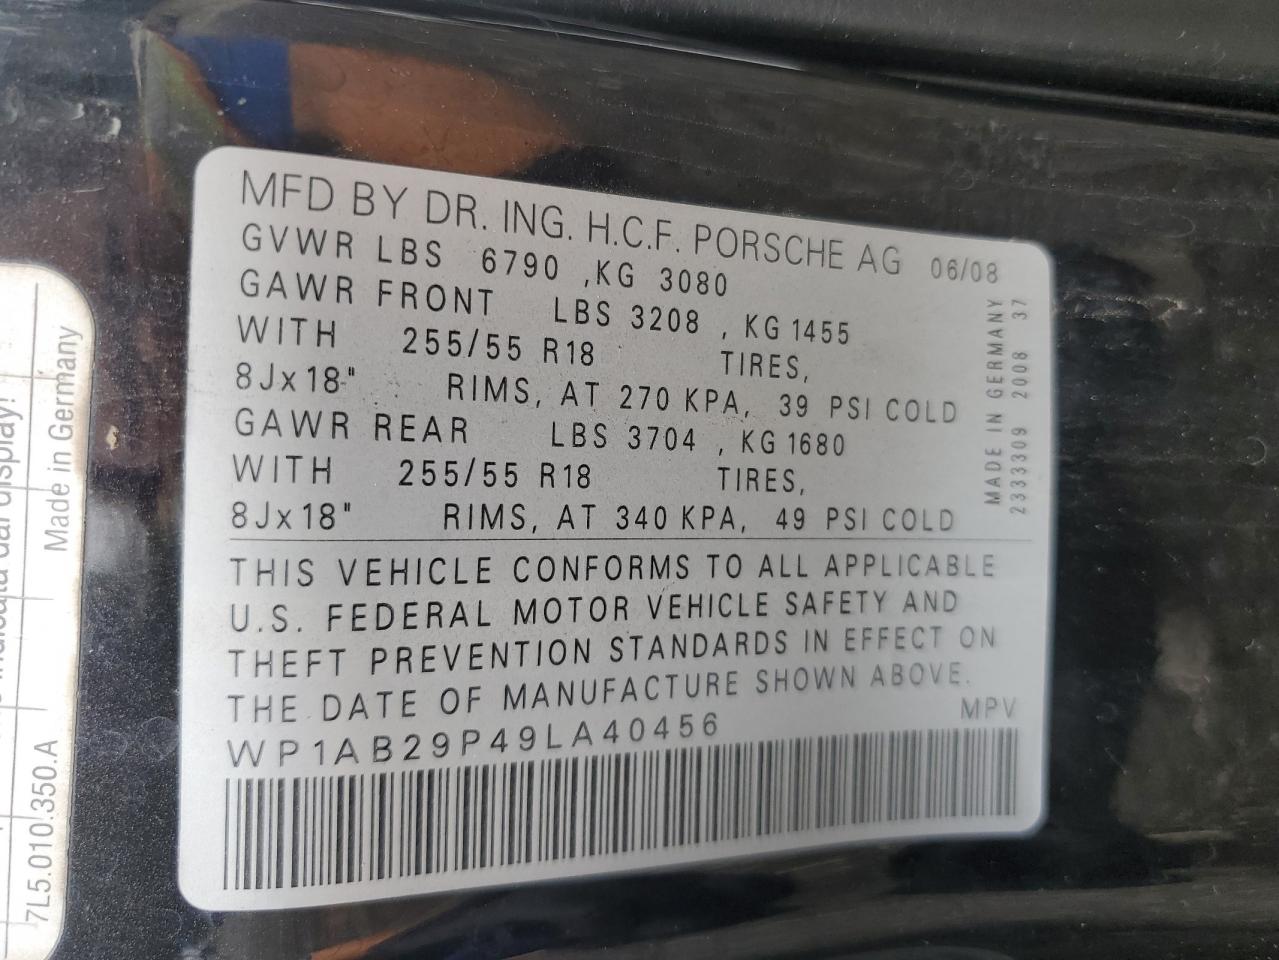 MFD BY DR. ING. H.C.F. PORSCHE AG 06/08
GVWR LBS 6790 ,KG 3080
GAWR FRONT LBS 3208 , KG 1455
WITH 255/55 R18 TIRES,
8Jx18" RIMS, AT 270 KPA, 39 PSI COLD
GAWR REAR LBS 3704 , KG 1680
WITH 255/55 R18 TIRES,
8Jx18" RIMS, AT 340 KPA, 49 PSI COLD
MADE IN GERMANY
2333309 2008 37
THIS VEHICLE CONFORMS TO ALL APPLICABLE
U.S. FEDERAL MOTOR VEHICLE SAFETY AND
THEFT PREVENTION STANDARDS IN EFFECT ON
THE DATE OF MANUFACTURE SHOWN ABOVE.
WP1AB29P49LA40456 MPV
display!
Made in Germany
7L5.010.350.A